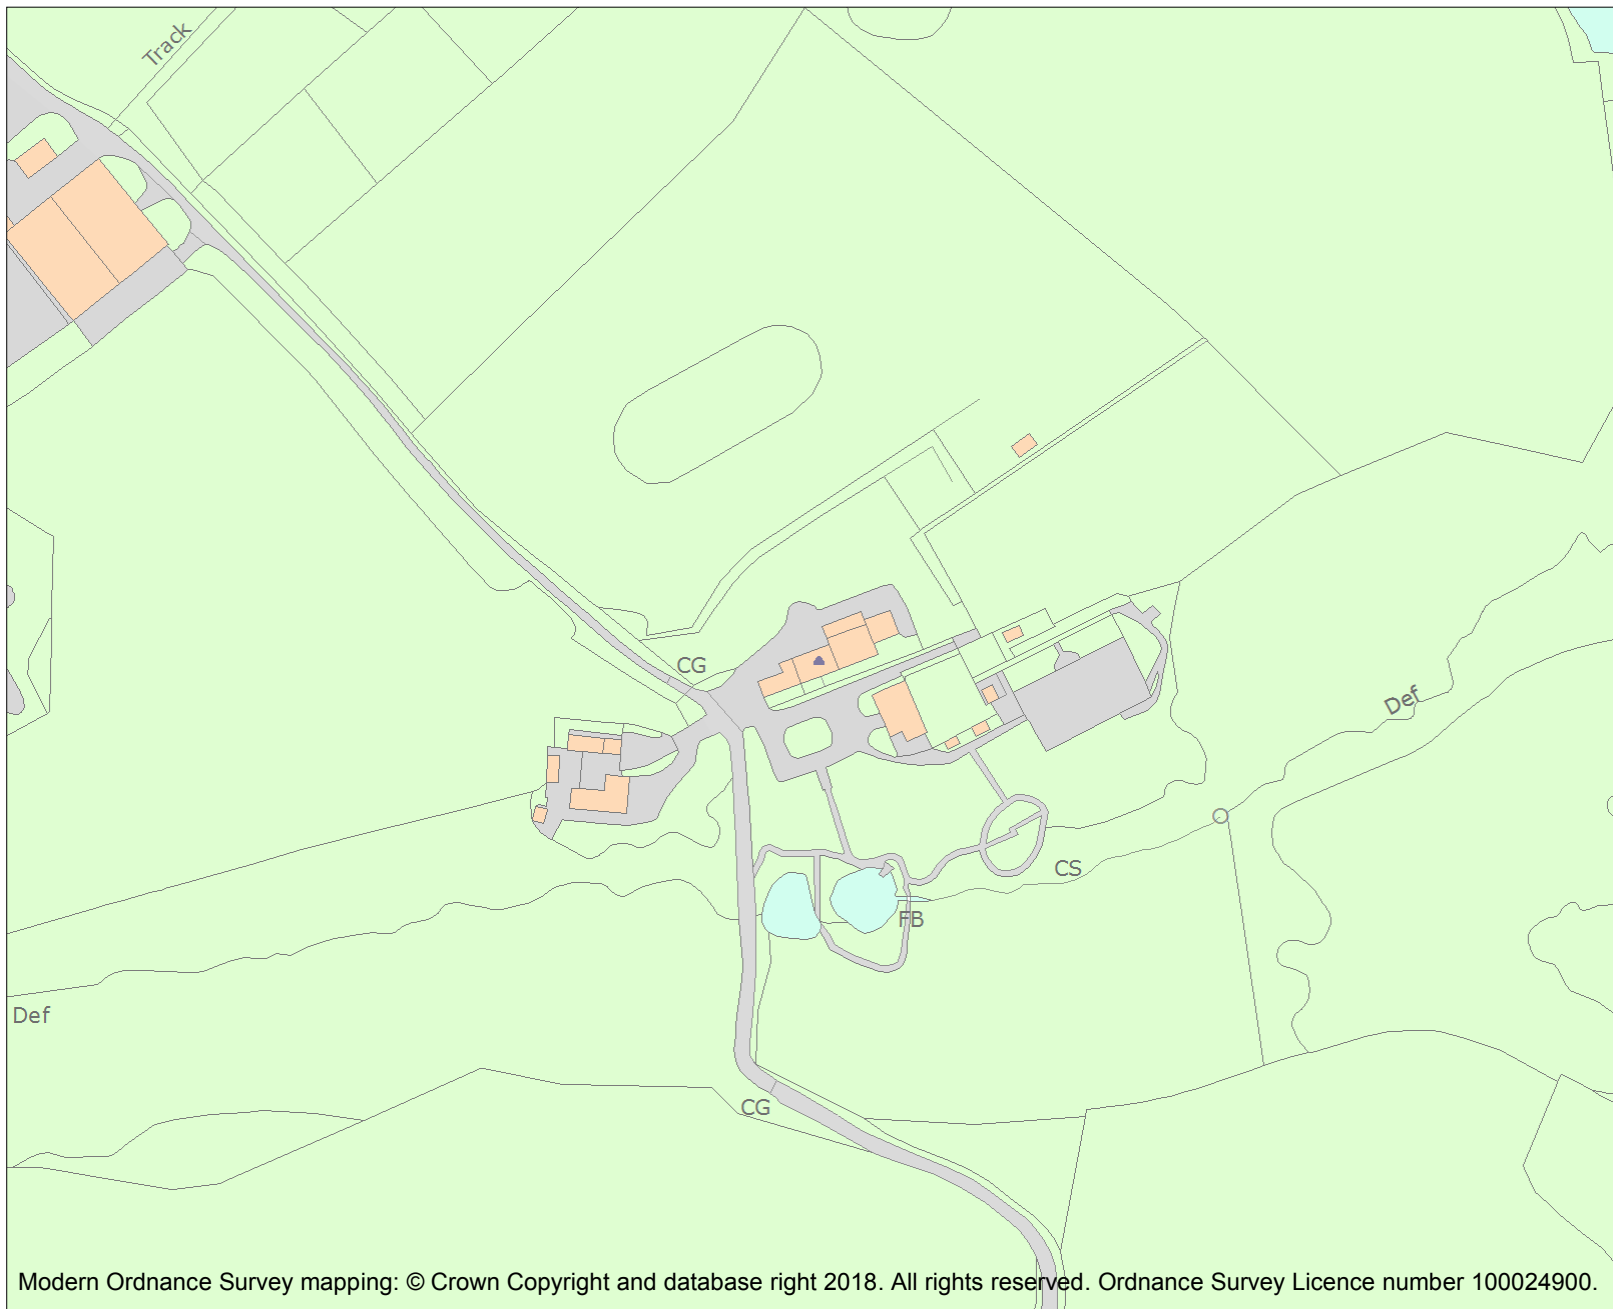 Track
CG
Def
CS
FB
Def
CG
Modern Ordnance Survey mapping: © Crown Copyright and database right 2018. All rights reserved. Ordnance Survey Licence number 100024900.